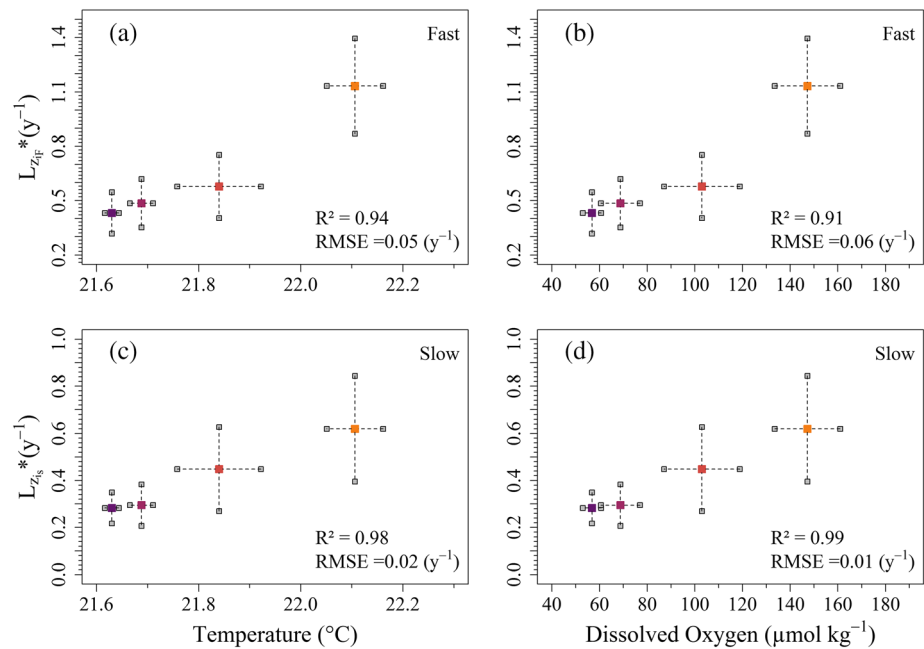 (a)
Fast
L_{z_{iF}}*(y⁻¹)
1.4
1.1
0.8
0.5
0.2
R² = 0.94
RMSE =0.05 (y⁻¹)
21.6 21.8 22.0 22.2
(b)
Fast
1.4
1.1
0.8
0.5
0.2
R² = 0.91
RMSE =0.06 (y⁻¹)
40 60 80 100 120 140 160 180
(c)
Slow
L_{z_{is}}*(y⁻¹)
1.0
0.8
0.6
0.4
0.2
0.0
R² = 0.98
RMSE =0.02 (y⁻¹)
21.6 21.8 22.0 22.2
Temperature (°C)
(d)
Slow
1.0
0.8
0.6
0.4
0.2
0.0
R² = 0.99
RMSE =0.01 (y⁻¹)
40 60 80 100 120 140 160 180
Dissolved Oxygen (μmol kg⁻¹)